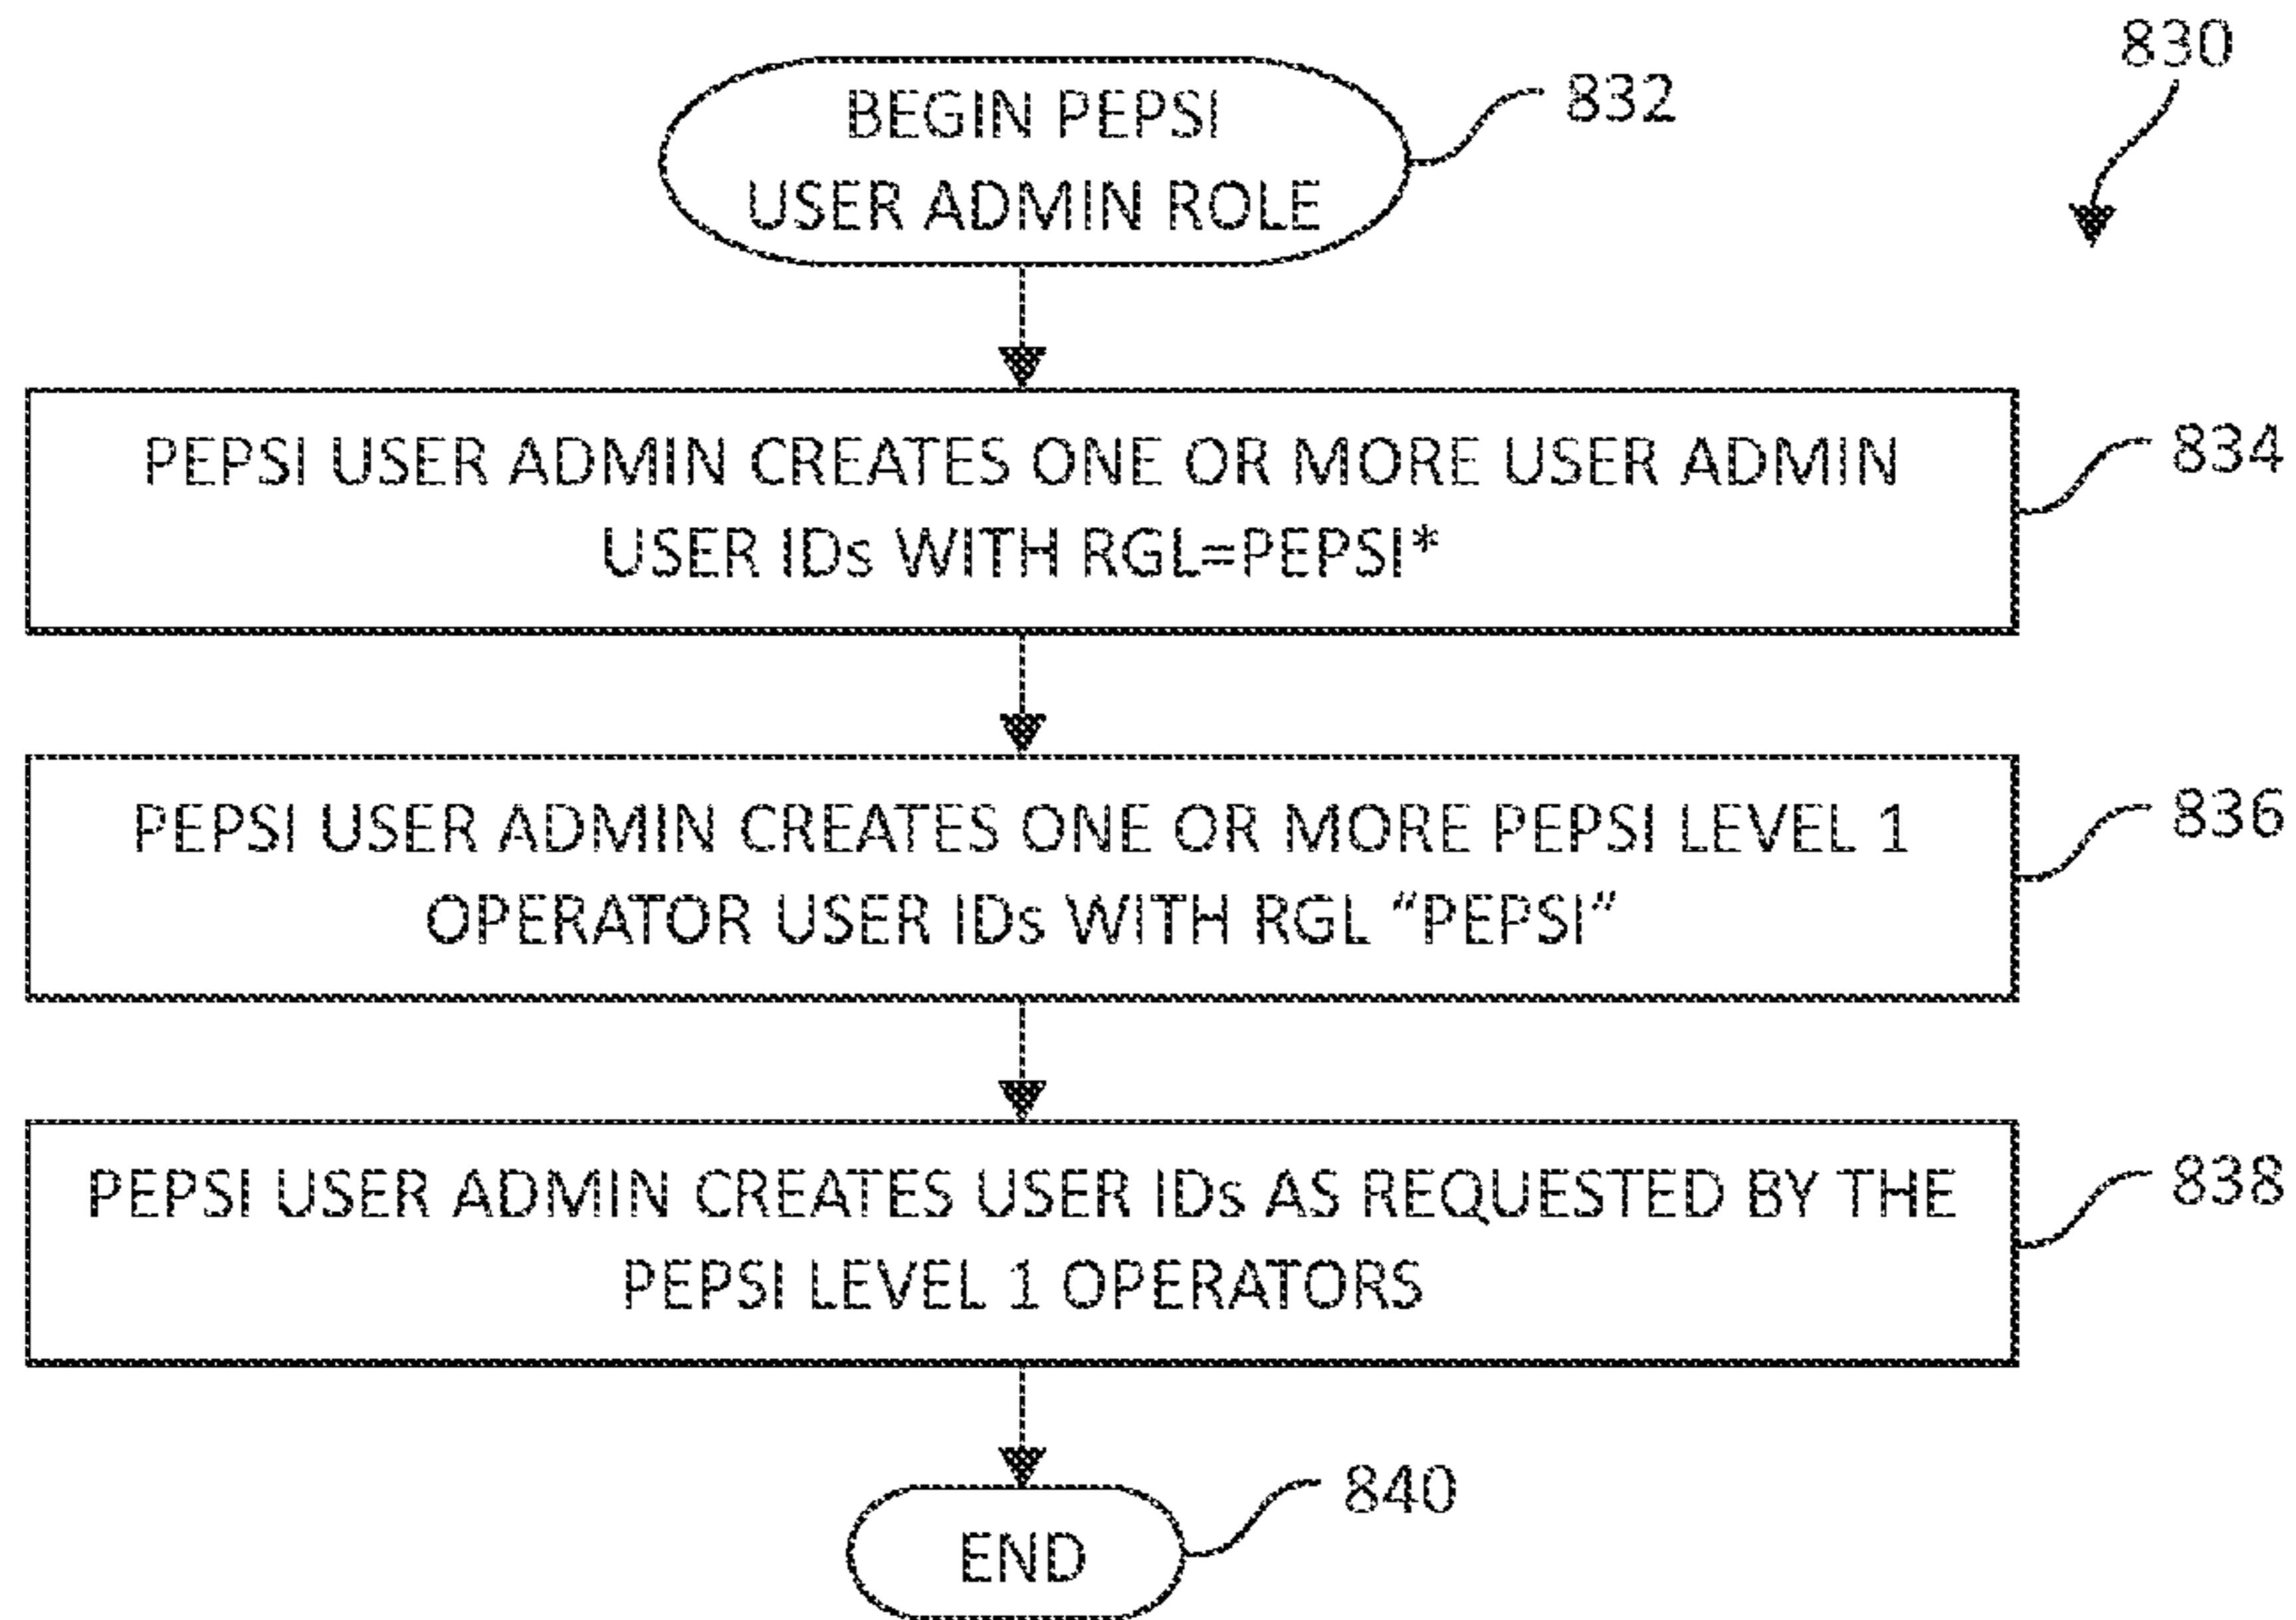 830
BEGIN PEPSI
USER ADMIN ROLE
832
PEPSI USER ADMIN CREATES ONE OR MORE USER ADMIN
USER IDs WITH RGL=PEPSI*
834
PEPSI USER ADMIN CREATES ONE OR MORE PEPSI LEVEL 1
OPERATOR USER IDs WITH RGL “PEPSI”
836
PEPSI USER ADMIN CREATES USER IDs AS REQUESTED BY THE
PEPSI LEVEL 1 OPERATORS
838
END
840